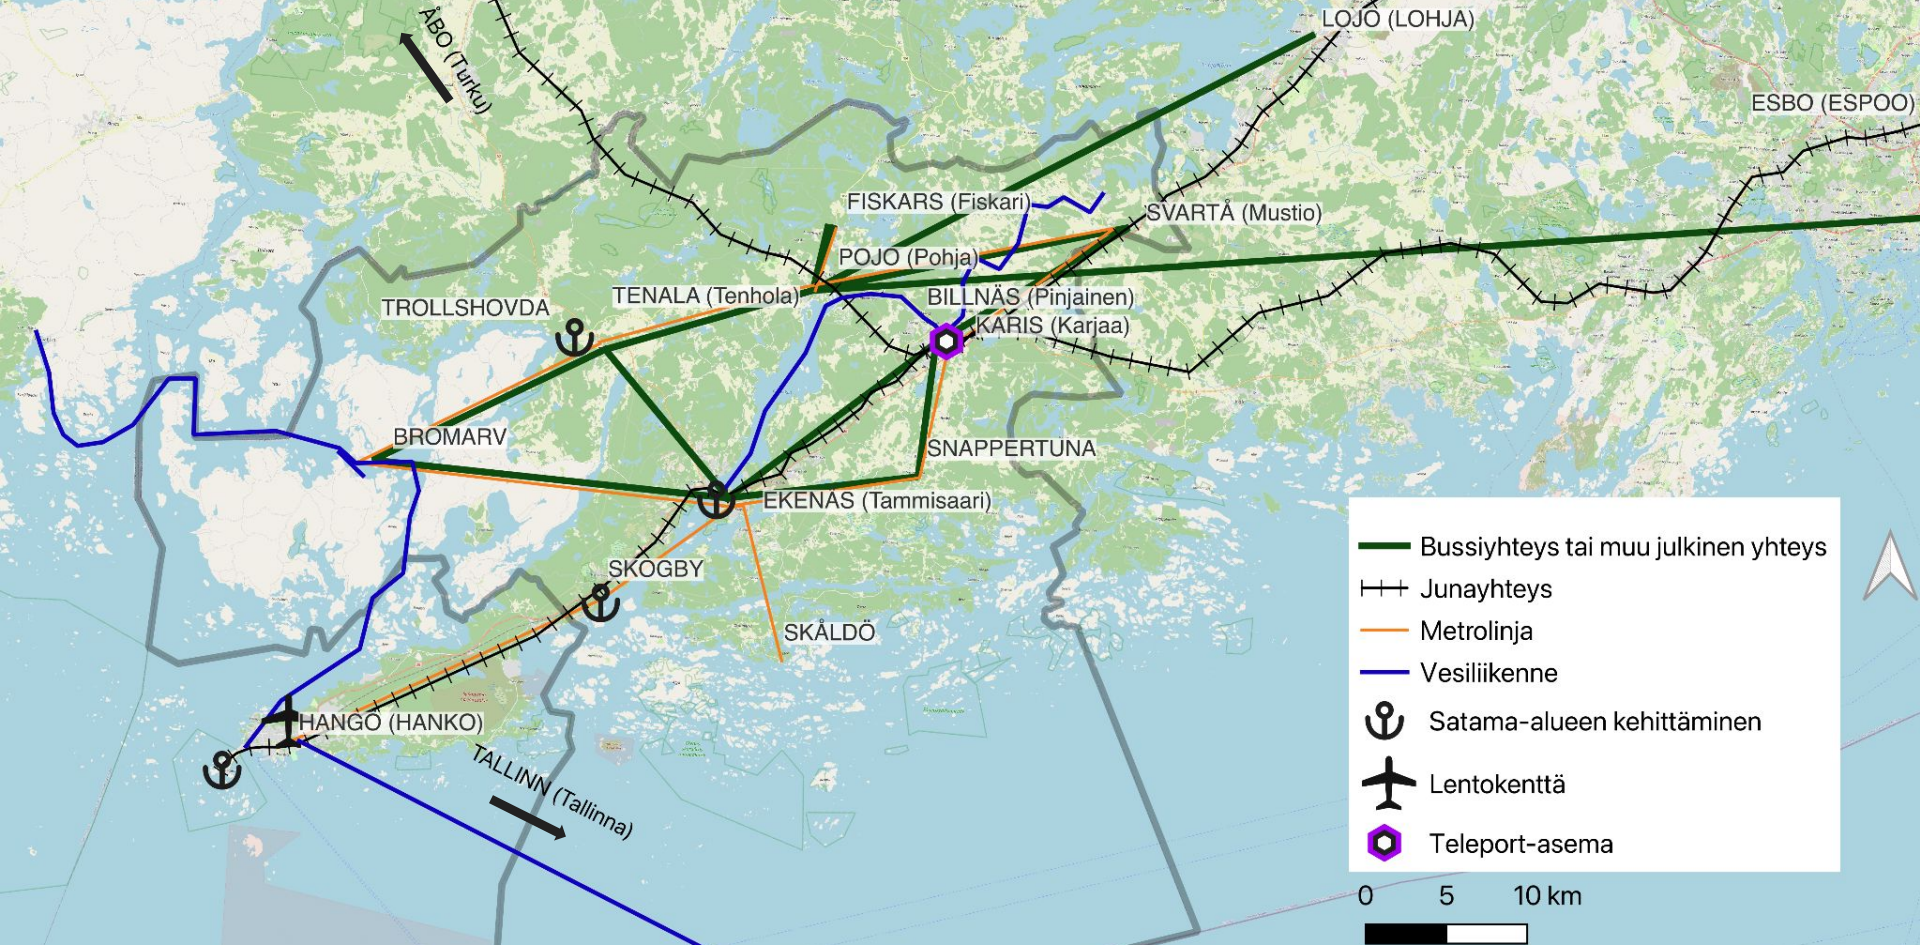 LOJO (LOHJA)
ÅBO (Turku)
ESBO (ESPOO)
FISKARS (Fiskari)
SVARTÅ (Mustio)
POJO (Pohja)
TENALA (Tenhola)
BILLNÄS (Pinjainen)
TROLLSHOVDA
KARIS (Karjaa)
BROMARV
SNAPPERTUNA
EKENÄS (Tammisaari)
SKOGBY
SKÅLDÖ
HANGÖ (HANKO)
TALLINN (Tallinna)
Bussiyhteys tai muu julkinen yhteys
Junayhteys
Metrolinja
Vesiliikenne
Satama-alueen kehittäminen
Lentokenttä
Teleport-asema
0 5 10 km